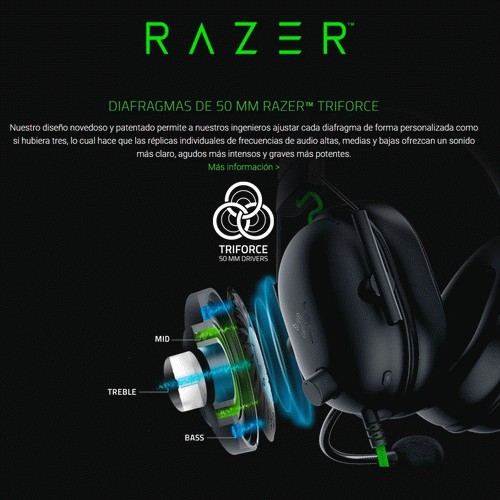 RAZER™
DIAFRAGMAS DE 50 MM RAZER™ TRIFORCE
Nuestro diseño novedoso y patentado permite a nuestros ingenieros ajustar cada diafragma de forma personalizada como
si hubiera tres, lo cual hace que las réplicas individuales de frecuencias de audio altas, medias y bajas ofrezcan un sonido
más claro, agudos más intensos y graves más potentes.
Más información >
TRIFORCE
50 MM DRIVERS
MID
TREBLE
BASS